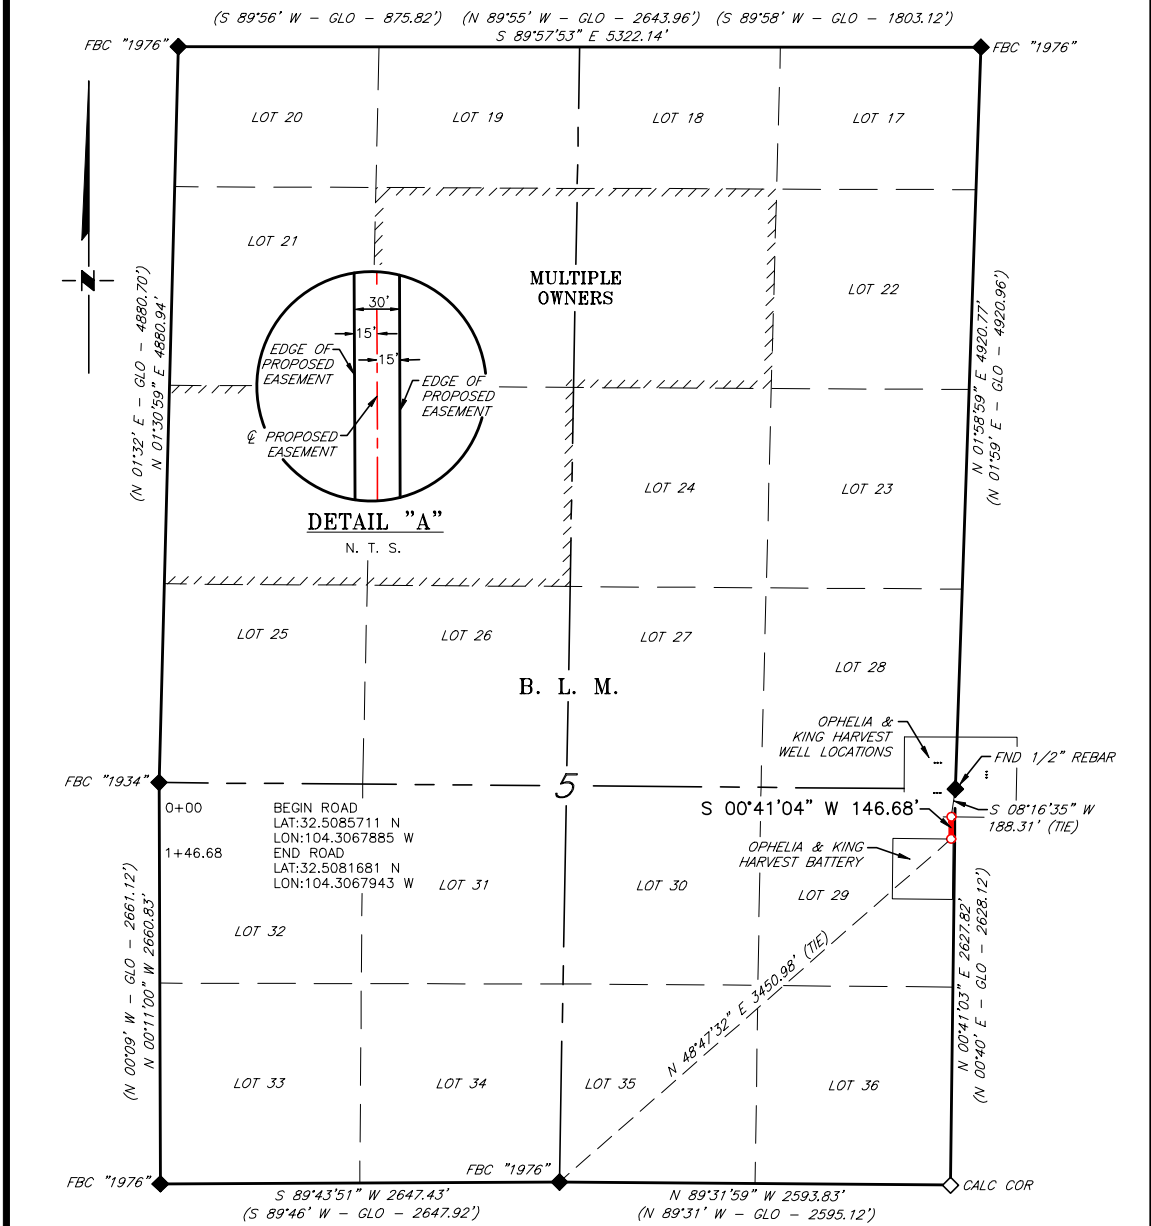 (S 89°56' W - GLO - 875.82') (N 89°55' W - GLO - 2643.96') (S 89°58' W - GLO - 1803.12')
S 89°57'53" E 5322.14'
FBC "1976"
FBC "1976"
LOT 20
LOT 19
LOT 18
LOT 17
LOT 21
MULTIPLE
OWNERS
LOT 22
N
(N 01°32' E - GLO - 4880.70')
N 01°30'59" E 4880.94'
N 01°58'59" E 4920.77'
(N 01°59' E - GLO - 4920.96')
30'
15'
15'
EDGE OF
PROPOSED
EASEMENT
EDGE OF
PROPOSED
EASEMENT
℄ PROPOSED
EASEMENT
DETAIL "A"
N. T. S.
LOT 24
LOT 23
LOT 25
LOT 26
LOT 27
LOT 28
B. L. M.
OPHELIA &
KING HARVEST
WELL LOCATIONS
FND 1/2" REBAR
FBC "1934"
5
S 00°41'04" W 146.68'
S 08°16'35" W
188.31' (TIE)
0+00 BEGIN ROAD
LAT:32.5085711 N
LON:104.3067885 W
1+46.68 END ROAD
LAT:32.5081681 N
LON:104.3067943 W
OPHELIA & KING
HARVEST BATTERY
LOT 31
LOT 30
LOT 29
LOT 32
(N 00°09' W - GLO - 2661.12')
N 00°11'00" W 2660.83'
N 48°47'32" E 3450.98' (TIE)
N 00°41'03" E 2627.82'
(N 00°40' E - GLO - 2628.12')
LOT 33
LOT 34
LOT 35
LOT 36
FBC "1976"
FBC "1976"
CALC COR
S 89°43'51" W 2647.43'
(S 89°46' W - GLO - 2647.92')
N 89°31'59" W 2593.83'
(N 89°31' W - GLO - 2595.12')